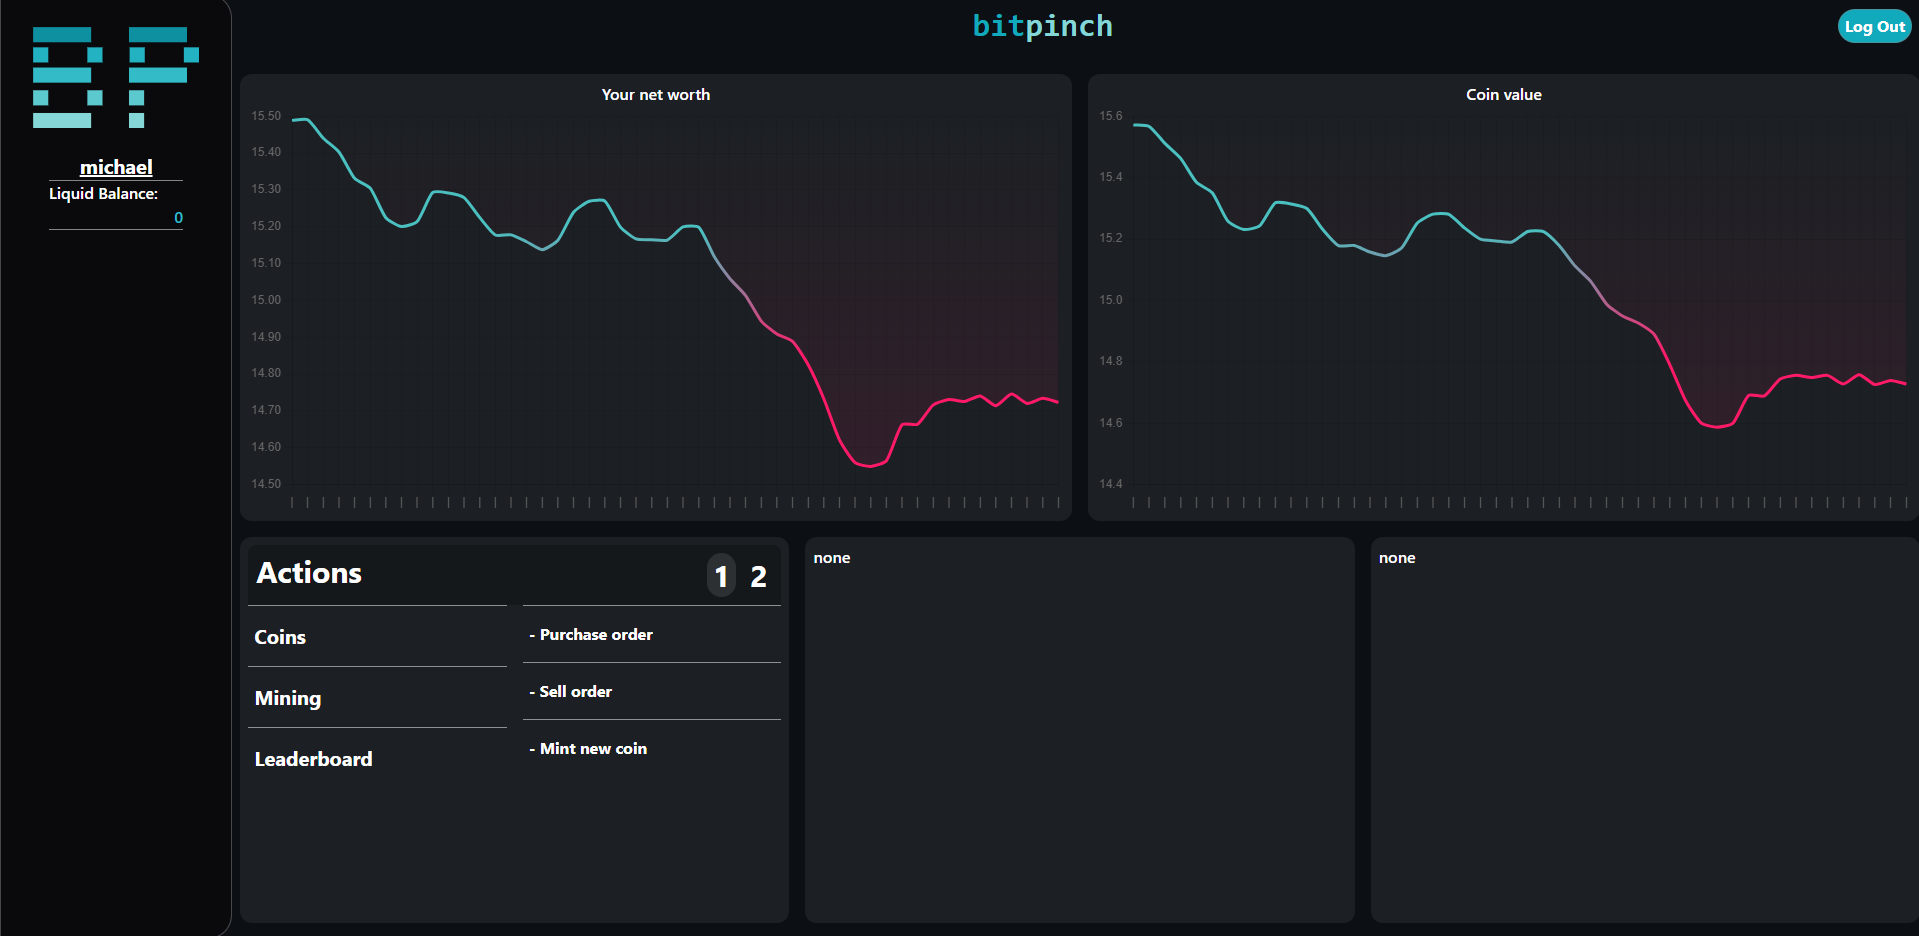 BP
bitpinch
Log Out
michael
Liquid Balance:
0
Your net worth
15.50
15.40
15.30
15.20
15.10
15.00
14.90
14.80
14.70
14.60
14.50
Coin value
15.6
15.4
15.2
15.0
14.8
14.6
14.4
Actions
1 2
Coins
Mining
Leaderboard
- Purchase order
- Sell order
- Mint new coin
none
none